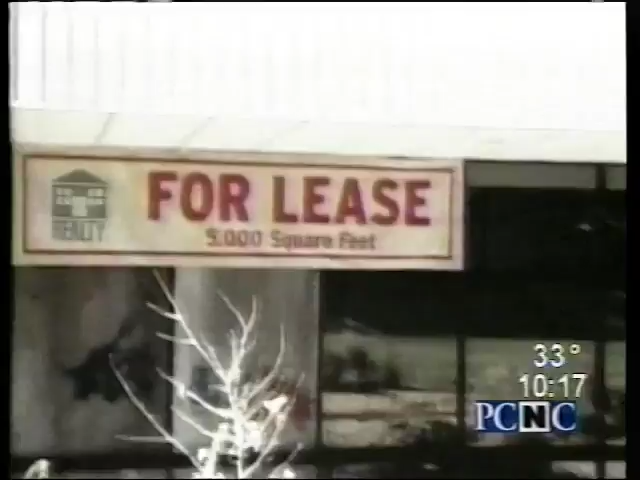 FOR LEASE
5,000 Square Feet
REALTY
33°
10:17
PCNC